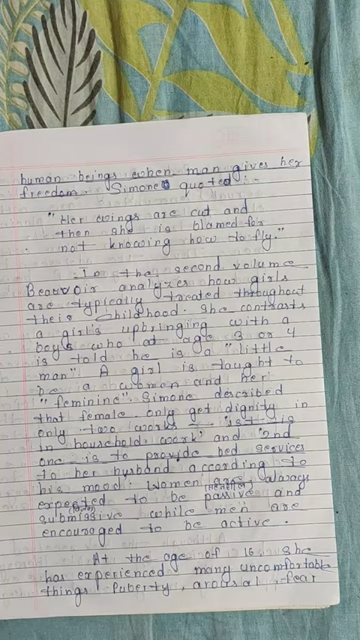 human beings when man gives her
freedom. Simone quoted :-
"Her wings are cut and
then she is blamed for
not knowing how to fly."
In the second volume
Beauvoir analyzes how girls
are typically treated throughout
their childhood. She contrasts
a girl's upbringing with a
boys who at age 3 or 4
is told he is a "little
man". A girl is taught to
be a women and her
"feminine". Simone described
that female only get dignity in
only two works - '1st is
in household work' and '2nd
one is to provide bed services
to her husband according to
his mood. Women are always
expected to be passive and
submissive while men are
encouraged to be active.
At the age of 16, she
has experienced many uncomfortable
things puberty, arousal, fear